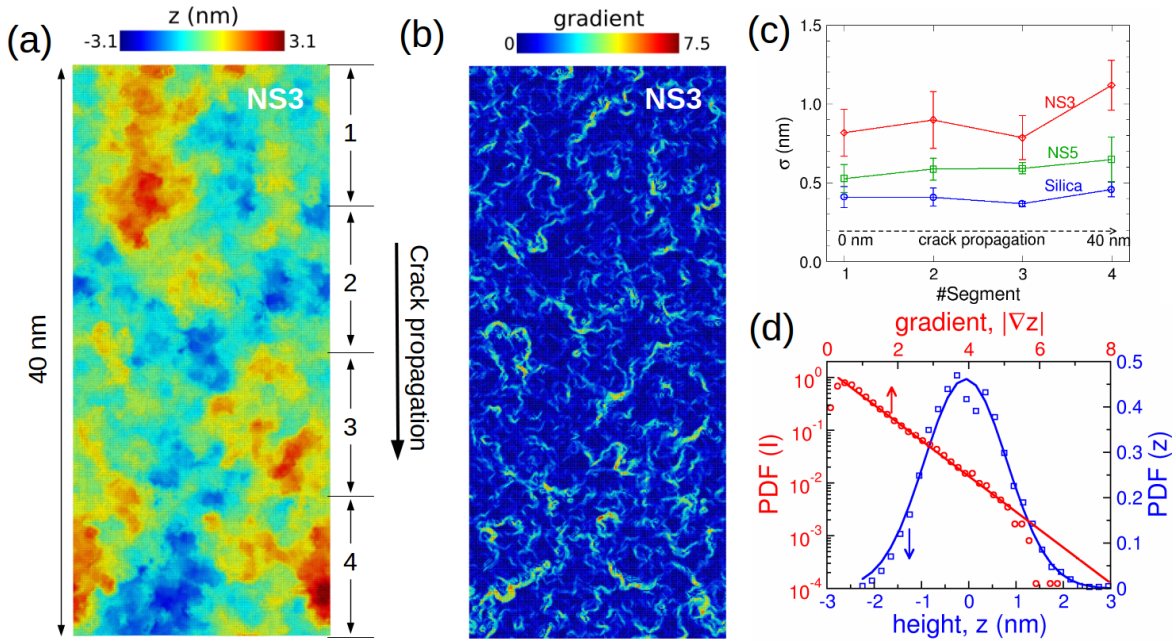 (a)
z (nm)
-3.1
3.1
NS3
40 nm
1
2
3
4
Crack propagation
(b)
gradient
0
7.5
NS3
(c)
1.5
1.0
0.5
0.0
σ (nm)
NS3
NS5
Silica
0 nm
crack propagation
40 nm
1
2
3
4
#Segment
(d)
gradient, |∇z|
0
2
4
6
8
10⁰
10⁻¹
10⁻²
10⁻³
10⁻⁴
PDF (I)
0.5
0.4
0.3
0.2
0.1
0
PDF (z)
-3
-2
-1
0
1
2
3
height, z (nm)